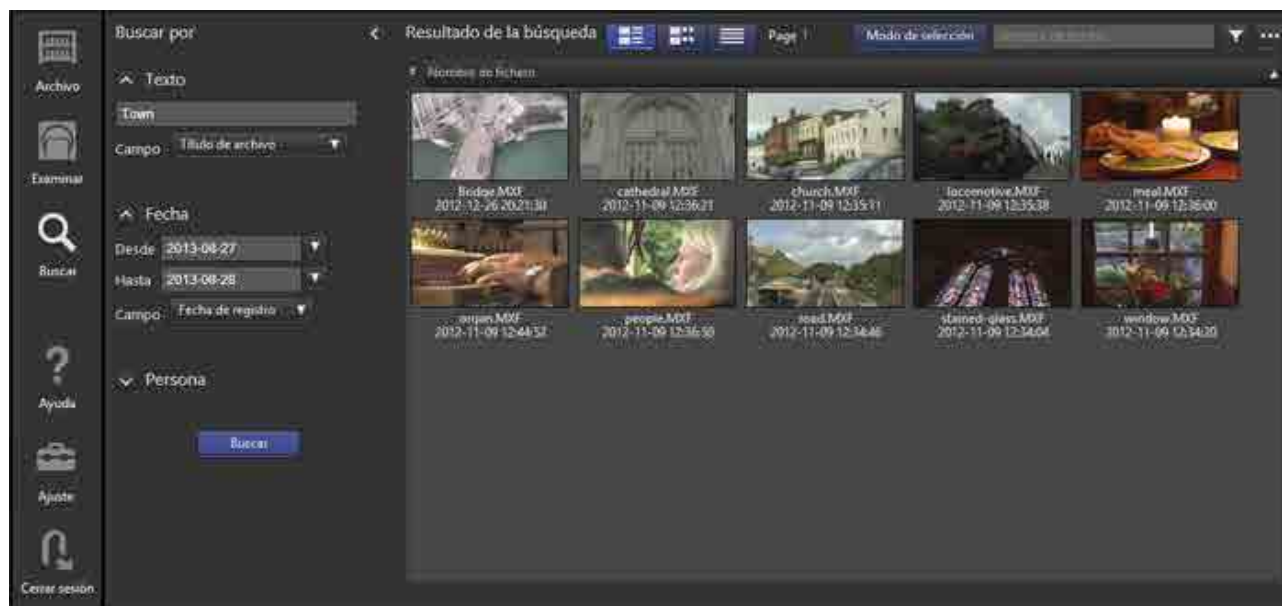 Archivo
Examinar
Buscar
Ayuda
Ajuste
Cerrar sesión
Buscar por
Texto
Town
Campo Título de archivo
Fecha
Desde 2013-08-27
Hasta 2013-08-28
Campo Fecha de registro
Persona
Buscar
Resultado de la búsqueda Page 1 Modo de selección
Nombre de fichero
Bridge.MXF cathedral.MXF church.MXF locomotive.MXF meal.MXF
2012-12-26 20:21:30 2012-11-09 12:36:21 2012-11-09 12:35:11 2012-11-09 12:35:38 2012-11-09 12:36:00
organ.MXF people.MXF road.MXF stained-glass.MXF window.MXF
2012-11-09 12:44:52 2012-11-09 12:36:50 2012-11-09 12:34:46 2012-11-09 12:34:04 2012-11-09 12:34:20